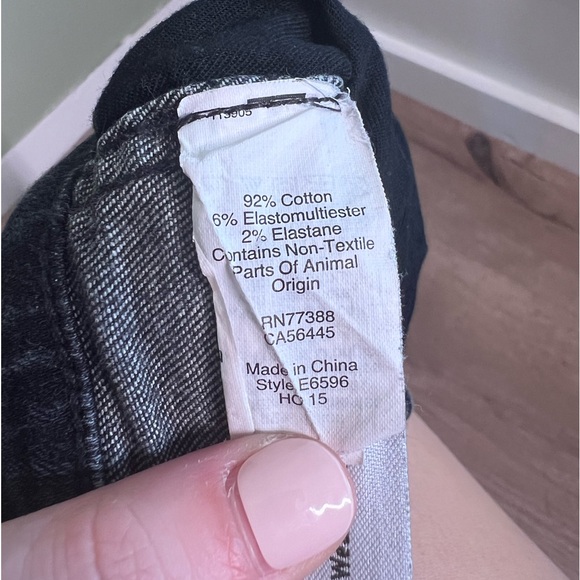 92% Cotton
6% Elastomultiester
2% Elastane
Contains Non-Textile
Parts Of Animal
Origin
RN77388
CA56445
Made in China
Style E6596
HO 15